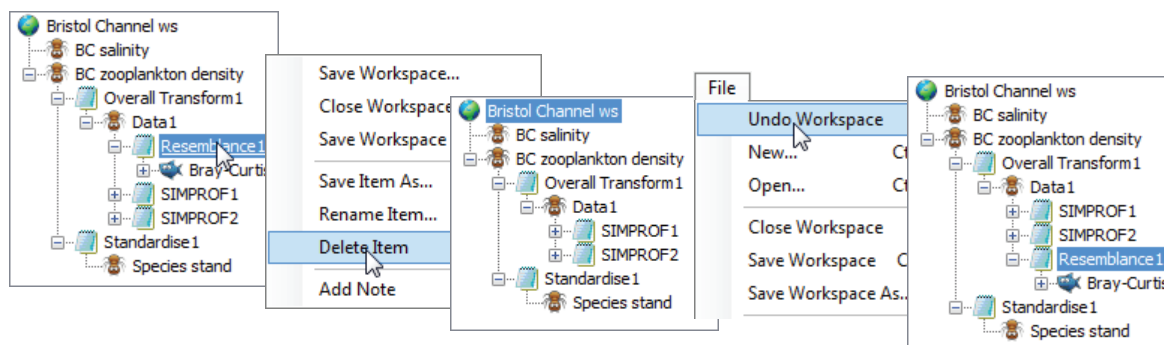 Bristol Channel ws
BC salinity
BC zooplankton density
Overall Transform1
Data1
Resemblance1
Bray-Curtis
SIMPROF1
SIMPROF2
Standardise1
Species stand
Save Workspace...
Close Workspace
Save Workspace
Save Item As...
Rename Item...
Delete Item
Add Note
Bristol Channel ws
BC salinity
BC zooplankton density
Overall Transform1
Data1
SIMPROF1
SIMPROF2
Standardise1
Species stand
File
Undo Workspace
New... Ct
Open... Ct
Close Workspace
Save Workspace C
Save Workspace As..
Bristol Channel ws
BC salinity
BC zooplankton density
Overall Transform1
Data1
SIMPROF1
SIMPROF2
Resemblance1
Bray-Curtis
Standardise1
Species stand